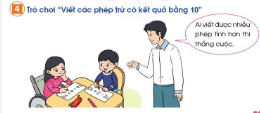 4 Trò chơi "Viết các phép trừ có kết quả bằng 10"
Ai viết được nhiều
phép tính hơn thì
thắng cuộc.